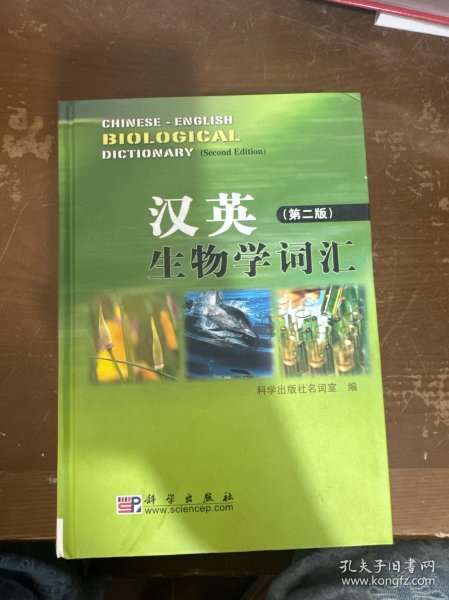 CHINESE - ENGLISH
BIOLOGICAL
DICTIONARY (Second Edition)
汉英
(第二版)
生物学词汇
科学出版社名词室 编
科学出版社
www.sciencep.com
孔夫子旧书网
www.kongfz.com